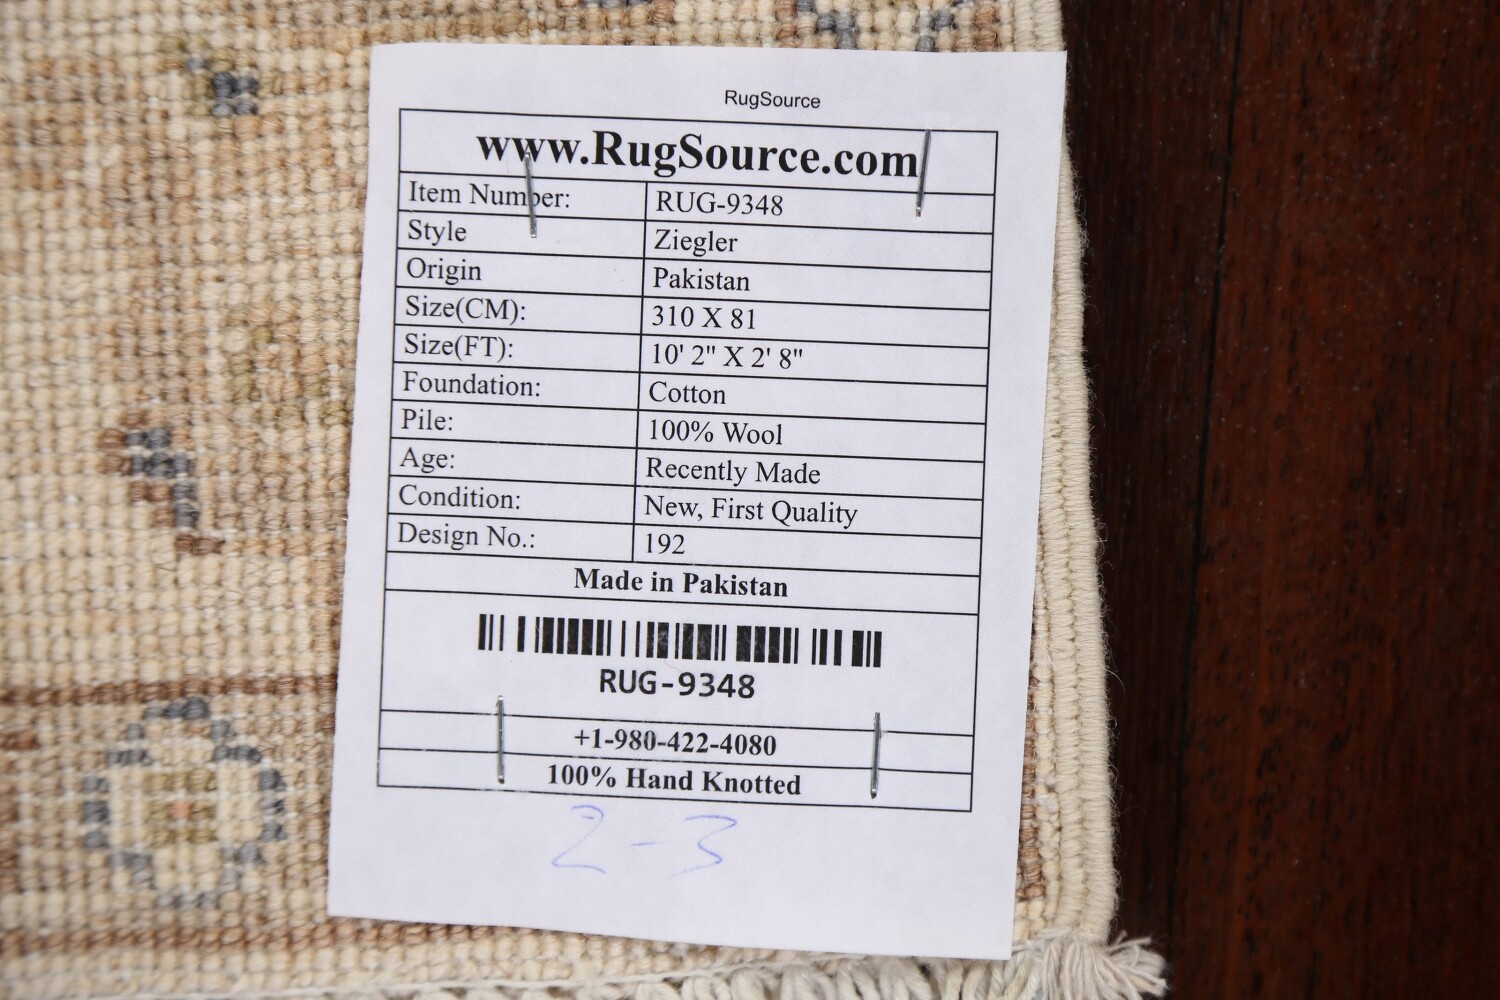 RugSource
www.RugSource.com
Item Number: RUG-9348
Style Ziegler
Origin Pakistan
Size(CM): 310 X 81
Size(FT): 10' 2" X 2' 8"
Foundation: Cotton
Pile: 100% Wool
Age: Recently Made
Condition: New, First Quality
Design No.: 192
Made in Pakistan
RUG-9348
+1-980-422-4080
100% Hand Knotted
2-3